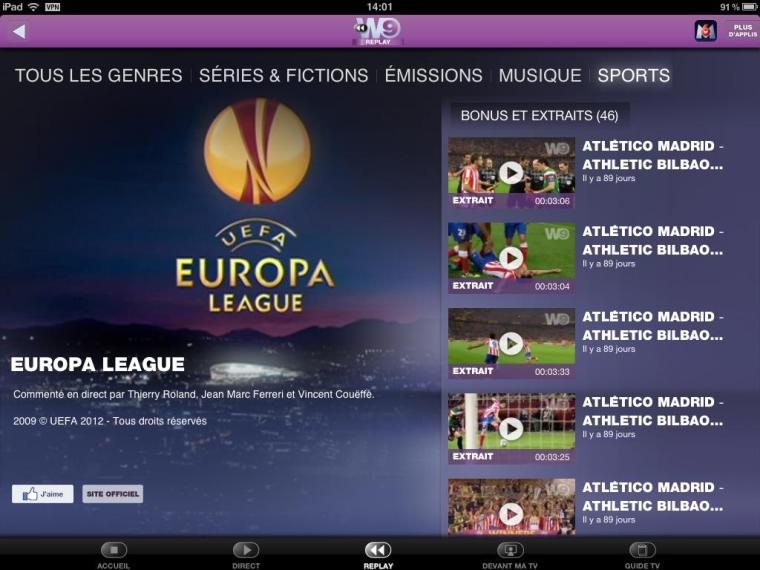 iPad VPN 14:01 91 %
W9
REPLAY
M6
PLUS
D'APPLIS
TOUS LES GENRES SÉRIES & FICTIONS ÉMISSIONS MUSIQUE SPORTS
UEFA
EUROPA
LEAGUE
EUROPA LEAGUE
Commenté en direct par Thierry Roland, Jean Marc Ferreri et Vincent Couëffé.
2009 © UEFA 2012 - Tous droits réservés
J'aime
SITE OFFICIEL
BONUS ET EXTRAITS (46)
W9
EXTRAIT 00:03:06
ATLÉTICO MADRID -
ATHLETIC BILBAO...
Il y a 89 jours
W9
EXTRAIT 00:03:04
ATLÉTICO MADRID -
ATHLETIC BILBAO...
Il y a 89 jours
W9
EXTRAIT 00:03:33
ATLÉTICO MADRID -
ATHLETIC BILBAO...
Il y a 89 jours
W9
EXTRAIT 00:03:25
ATLÉTICO MADRID -
ATHLETIC BILBAO...
Il y a 89 jours
W9
WINNERS
ATLÉTICO MADRID -
ATHLETIC BILBAO...
Il y a 89 jours
ACCUEIL DIRECT REPLAY DEVANT MA TV GUIDE TV